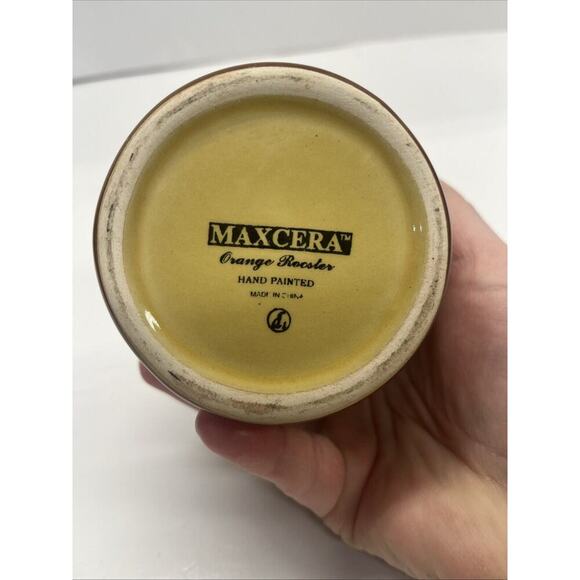 MAXCERA™
Orange Rooster
HAND PAINTED
MADE IN CHINA